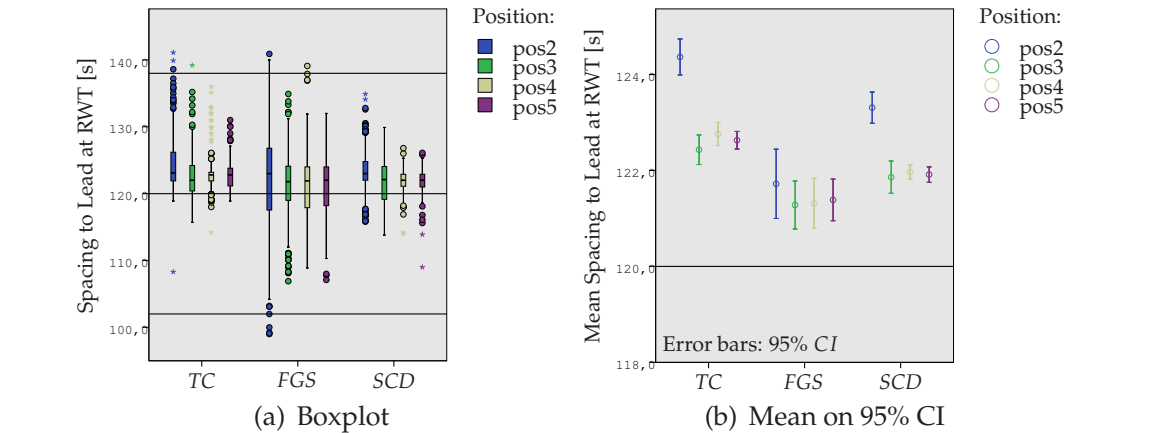 Position:
pos2
pos3
pos4
pos5
Spacing to Lead at RWT [s]
140,0
130,0
120,0
110,0
100,0
TC
FGS
SCD
(a) Boxplot
Position:
pos2
pos3
pos4
pos5
Mean Spacing to Lead at RWT [s]
124,0
122,0
120,0
118,0
Error bars: 95% CI
TC
FGS
SCD
(b) Mean on 95% CI